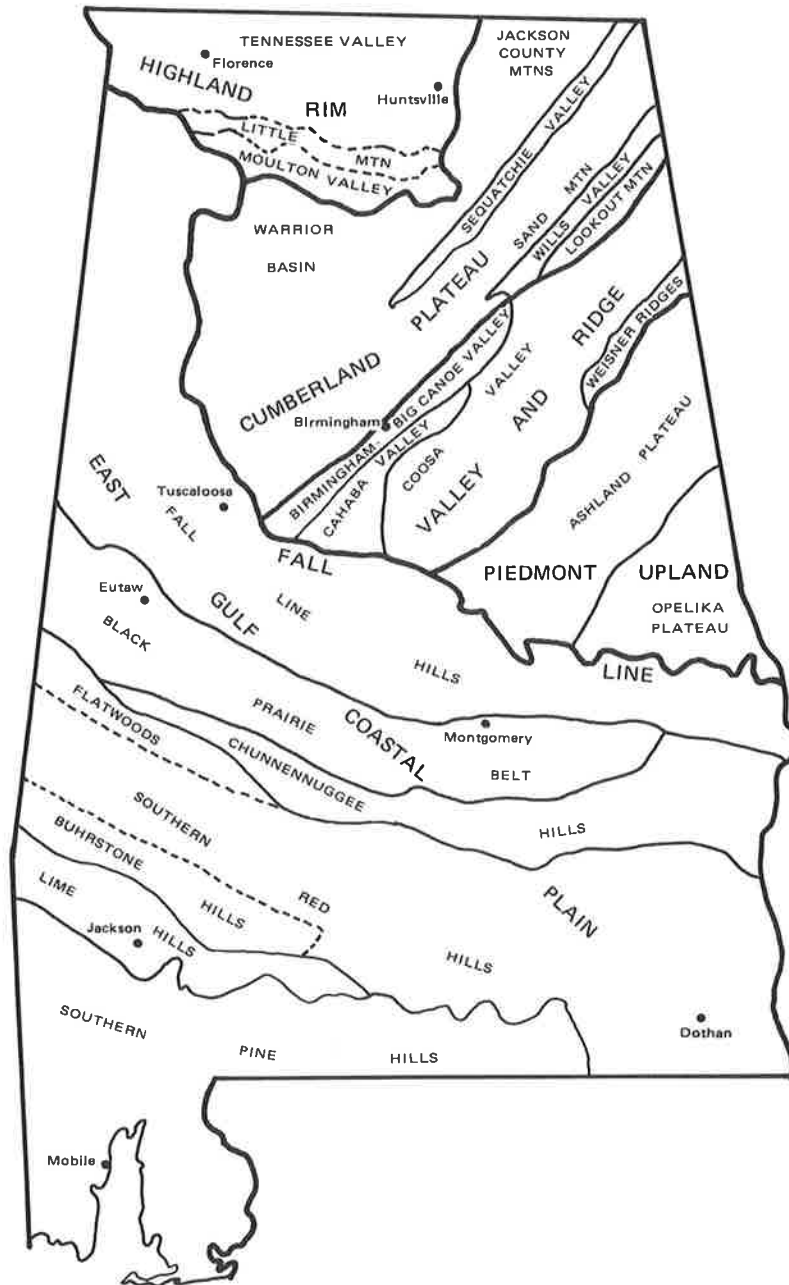 TENNESSEE VALLEY
JACKSON
COUNTY
MTNS
Florence
HIGHLAND
RIM
Huntsville
LITTLE
MTN
MOULTON VALLEY
SEQUATCHIE VALLEY
SAND MTN
WILLS VALLEY
LOOKOUT MTN
WARRIOR
BASIN
CUMBERLAND PLATEAU
VALLEY AND RIDGE
WEISNER RIDGES
BIRMINGHAM-BIG CANOE VALLEY
Birmingham
CAHABA VALLEY
COOSA VALLEY
ASHLAND PLATEAU
EAST GULF COASTAL PLAIN
Tuscaloosa
FALL LINE HILLS
FALL LINE
PIEDMONT UPLAND
OPELIKA
PLATEAU
Eutaw
BLACK PRAIRIE BELT
Montgomery
FLATWOODS
CHUNNENNUGGEE HILLS
SOUTHERN RED HILLS
BUHRSTONE HILLS
LIME HILLS
Jackson
Dothan
SOUTHERN PINE HILLS
Mobile